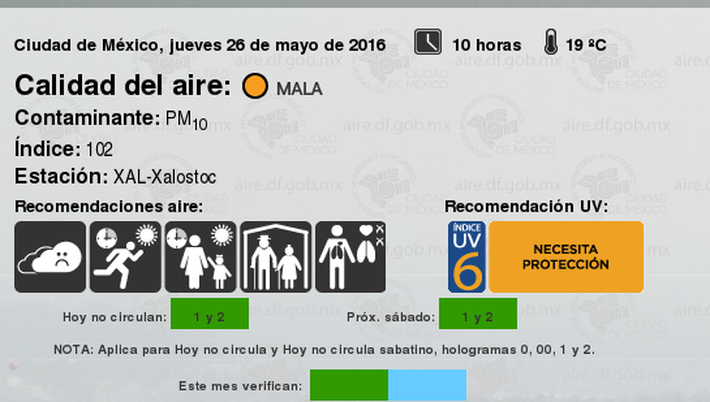 Ciudad de México, jueves 26 de mayo de 2016 10 horas 19 ºC
Calidad del aire: MALA
Contaminante: PM10
Índice: 102
Estación: XAL-Xalostoc
Recomendaciones aire: Recomendación UV:
ÍNDICE
UV
6
NECESITA
PROTECCIÓN
Hoy no circulan: 1 y 2 Próx. sábado: 1 y 2
NOTA: Aplica para Hoy no circula y Hoy no circula sabatino, hologramas 0, 00, 1 y 2.
Este mes verifican:
aire.df.gob.mx
CIUDAD
DE MÉXICO